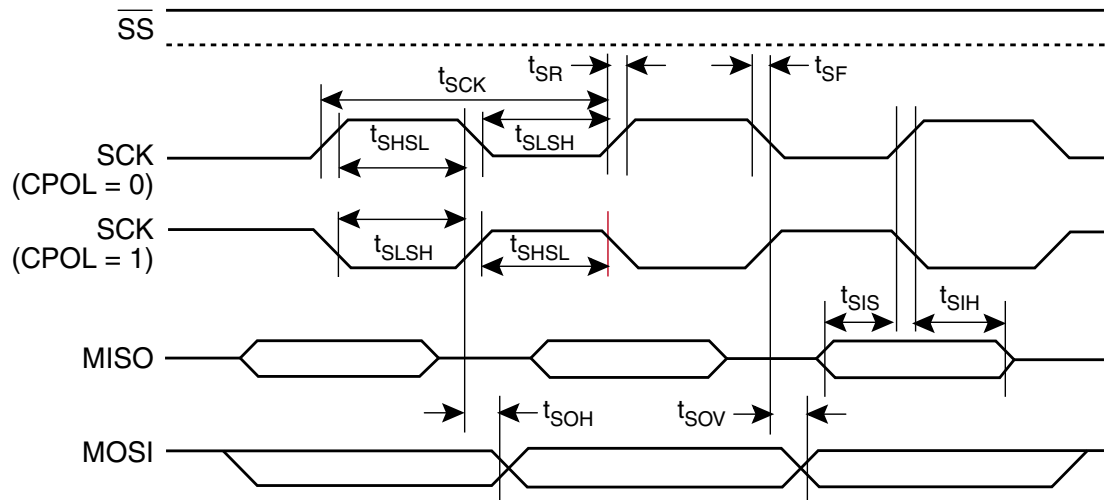 SS
tSR
tSF
tSCK
tSHSL
tSLSH
SCK
(CPOL = 0)
SCK
(CPOL = 1)
tSLSH
tSHSL
tSIS
tSIH
MISO
tSOH
tSOV
MOSI